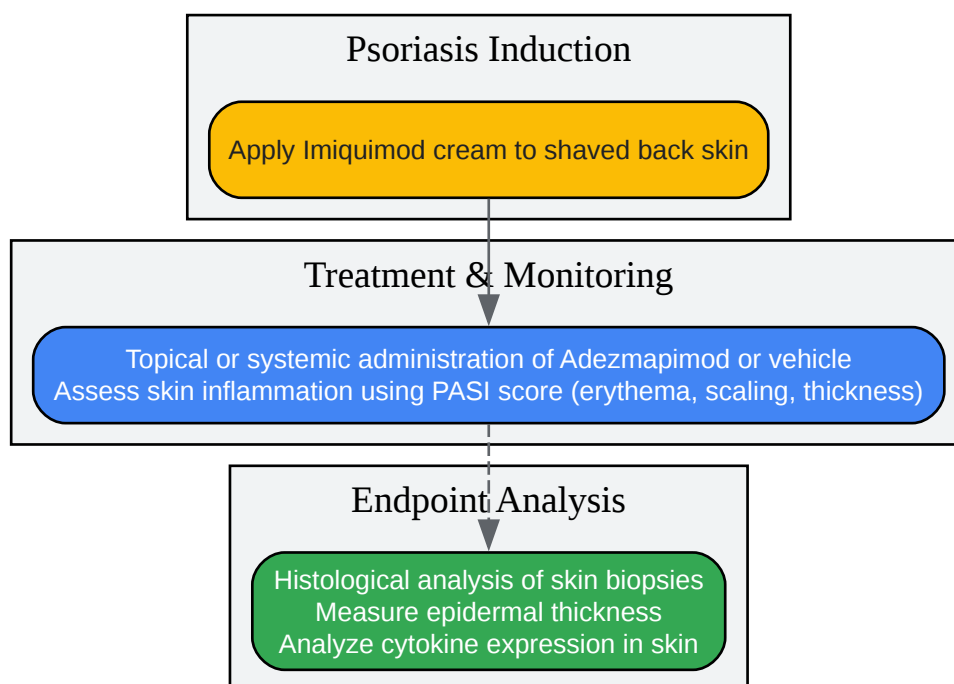 Psoriasis Induction
Apply Imiquimod cream to shaved back skin
Treatment & Monitoring
Topical or systemic administration of Adezmapimod or vehicle
Assess skin inflammation using PASI score (erythema, scaling, thickness)
Endpoint Analysis
Histological analysis of skin biopsies
Measure epidermal thickness
Analyze cytokine expression in skin